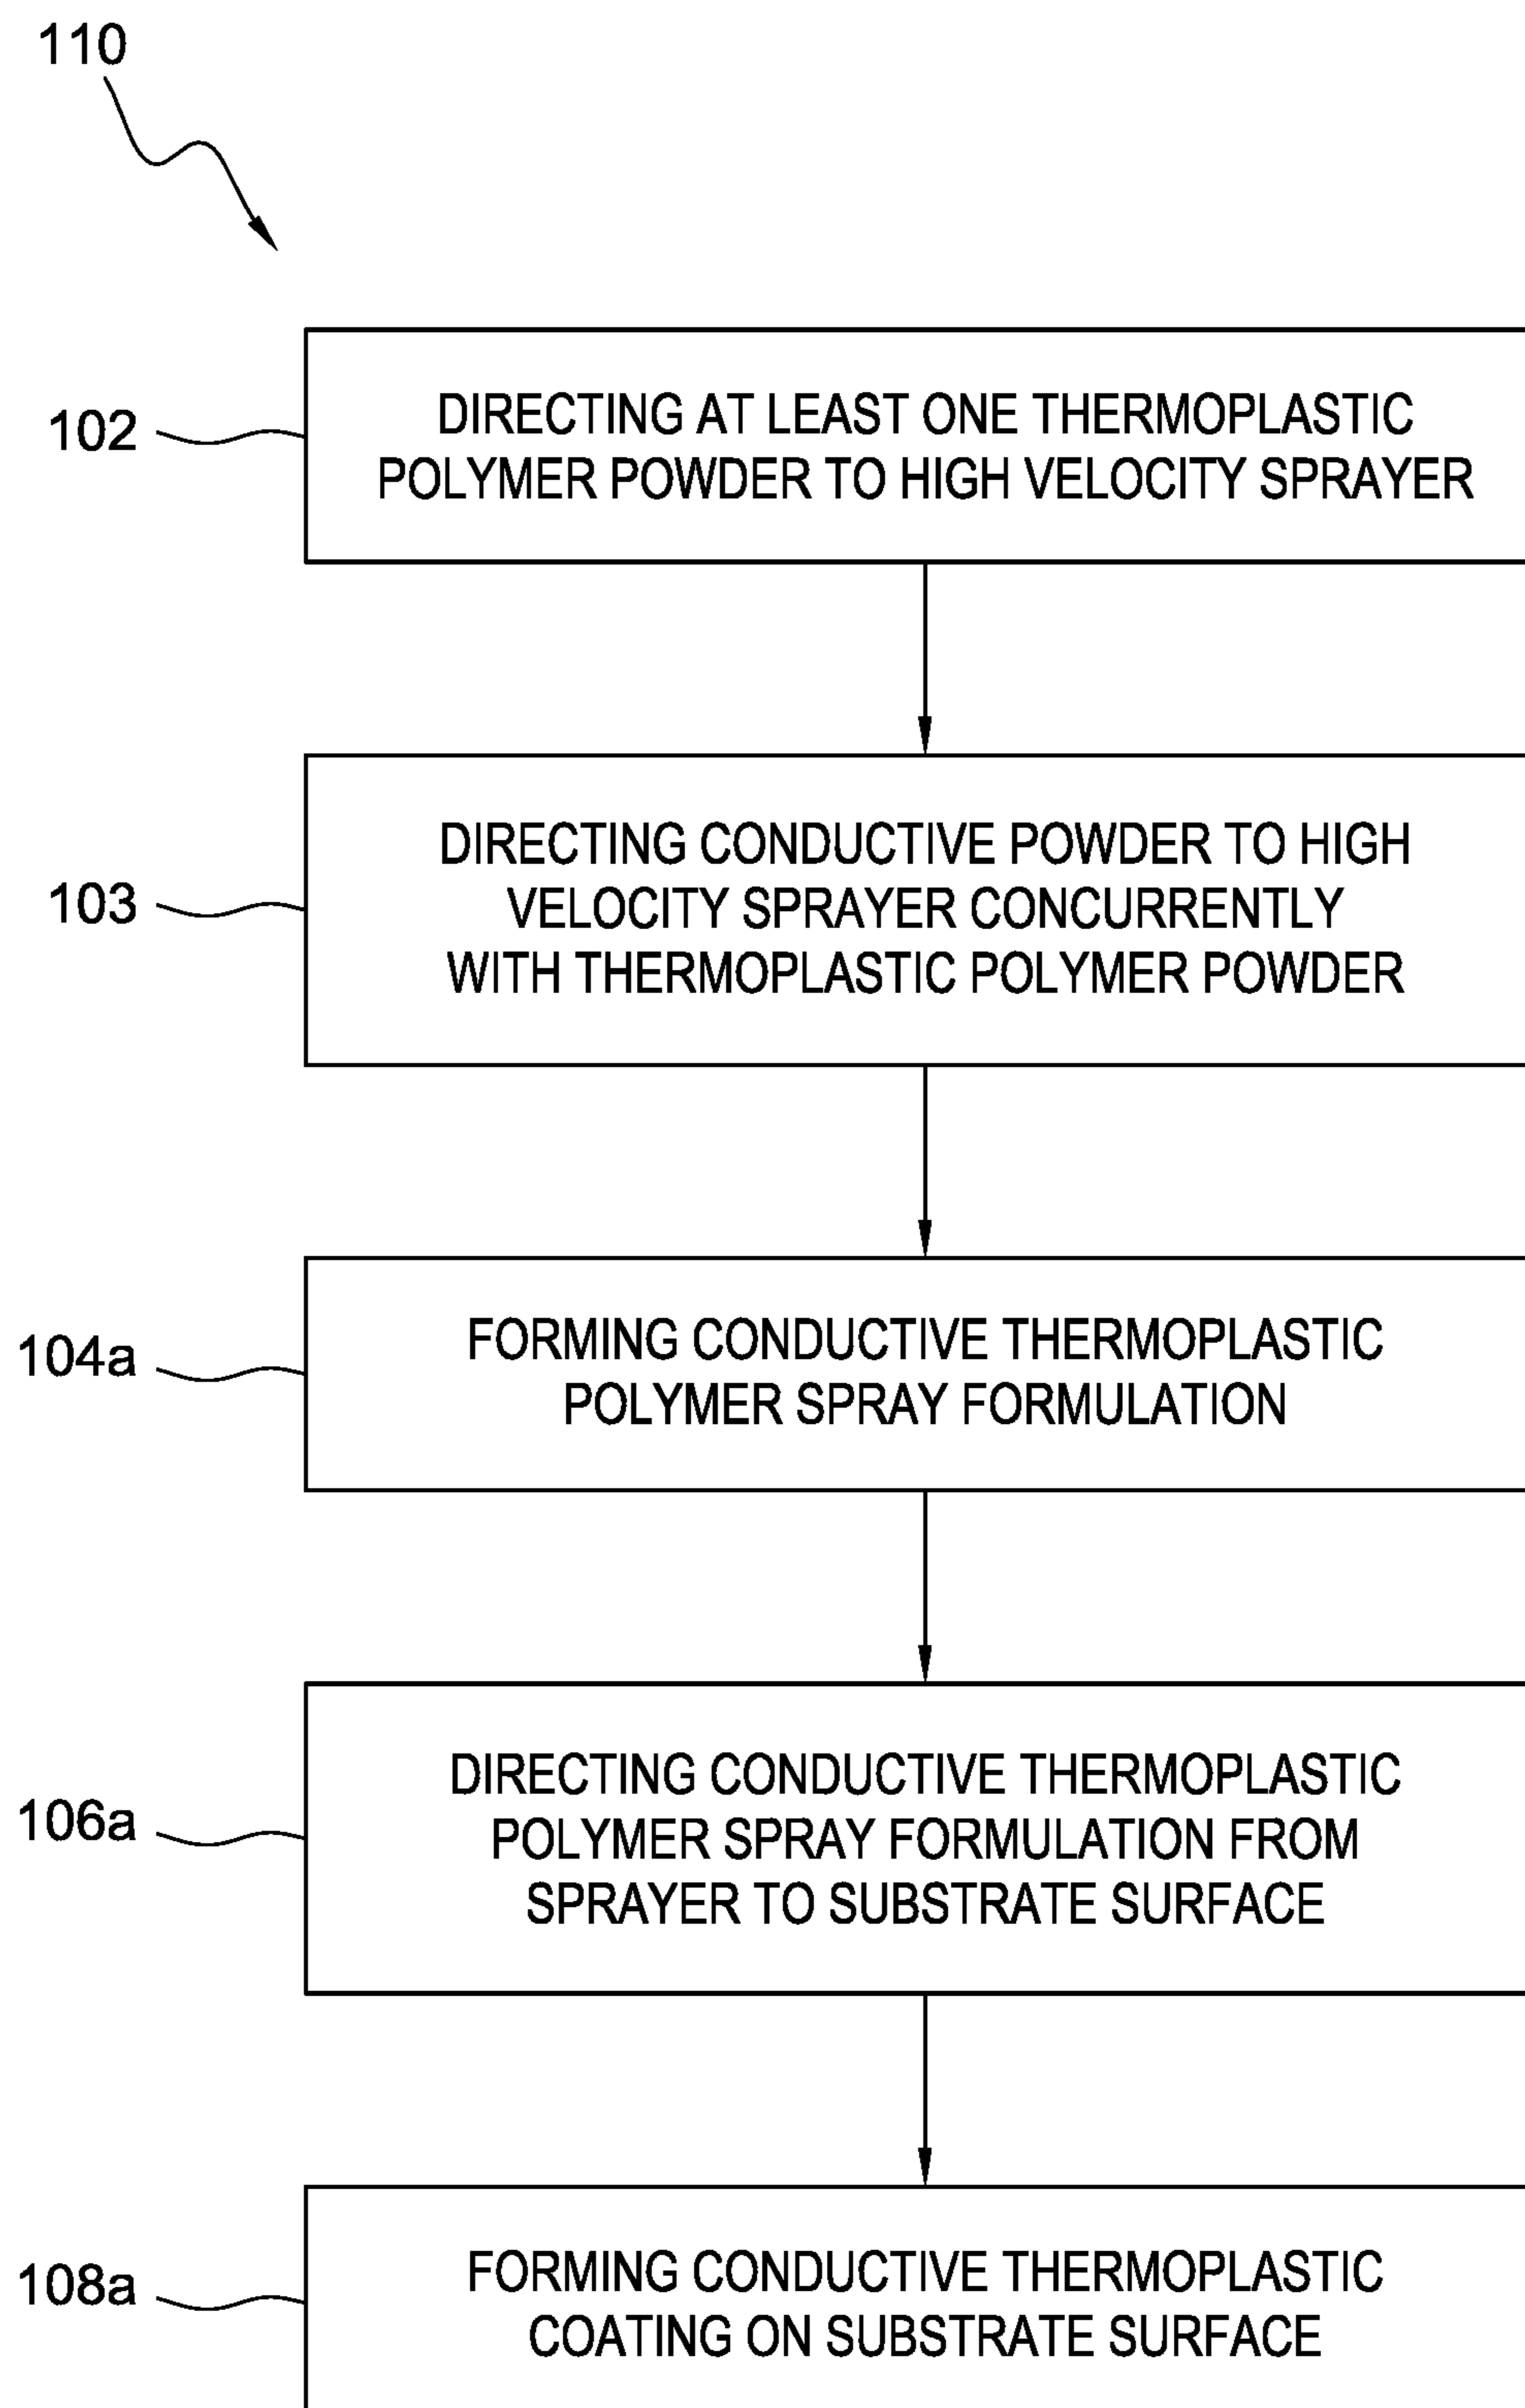 110
102
DIRECTING AT LEAST ONE THERMOPLASTIC
POLYMER POWDER TO HIGH VELOCITY SPRAYER
103
DIRECTING CONDUCTIVE POWDER TO HIGH
VELOCITY SPRAYER CONCURRENTLY
WITH THERMOPLASTIC POLYMER POWDER
104a
FORMING CONDUCTIVE THERMOPLASTIC
POLYMER SPRAY FORMULATION
106a
DIRECTING CONDUCTIVE THERMOPLASTIC
POLYMER SPRAY FORMULATION FROM
SPRAYER TO SUBSTRATE SURFACE
108a
FORMING CONDUCTIVE THERMOPLASTIC
COATING ON SUBSTRATE SURFACE